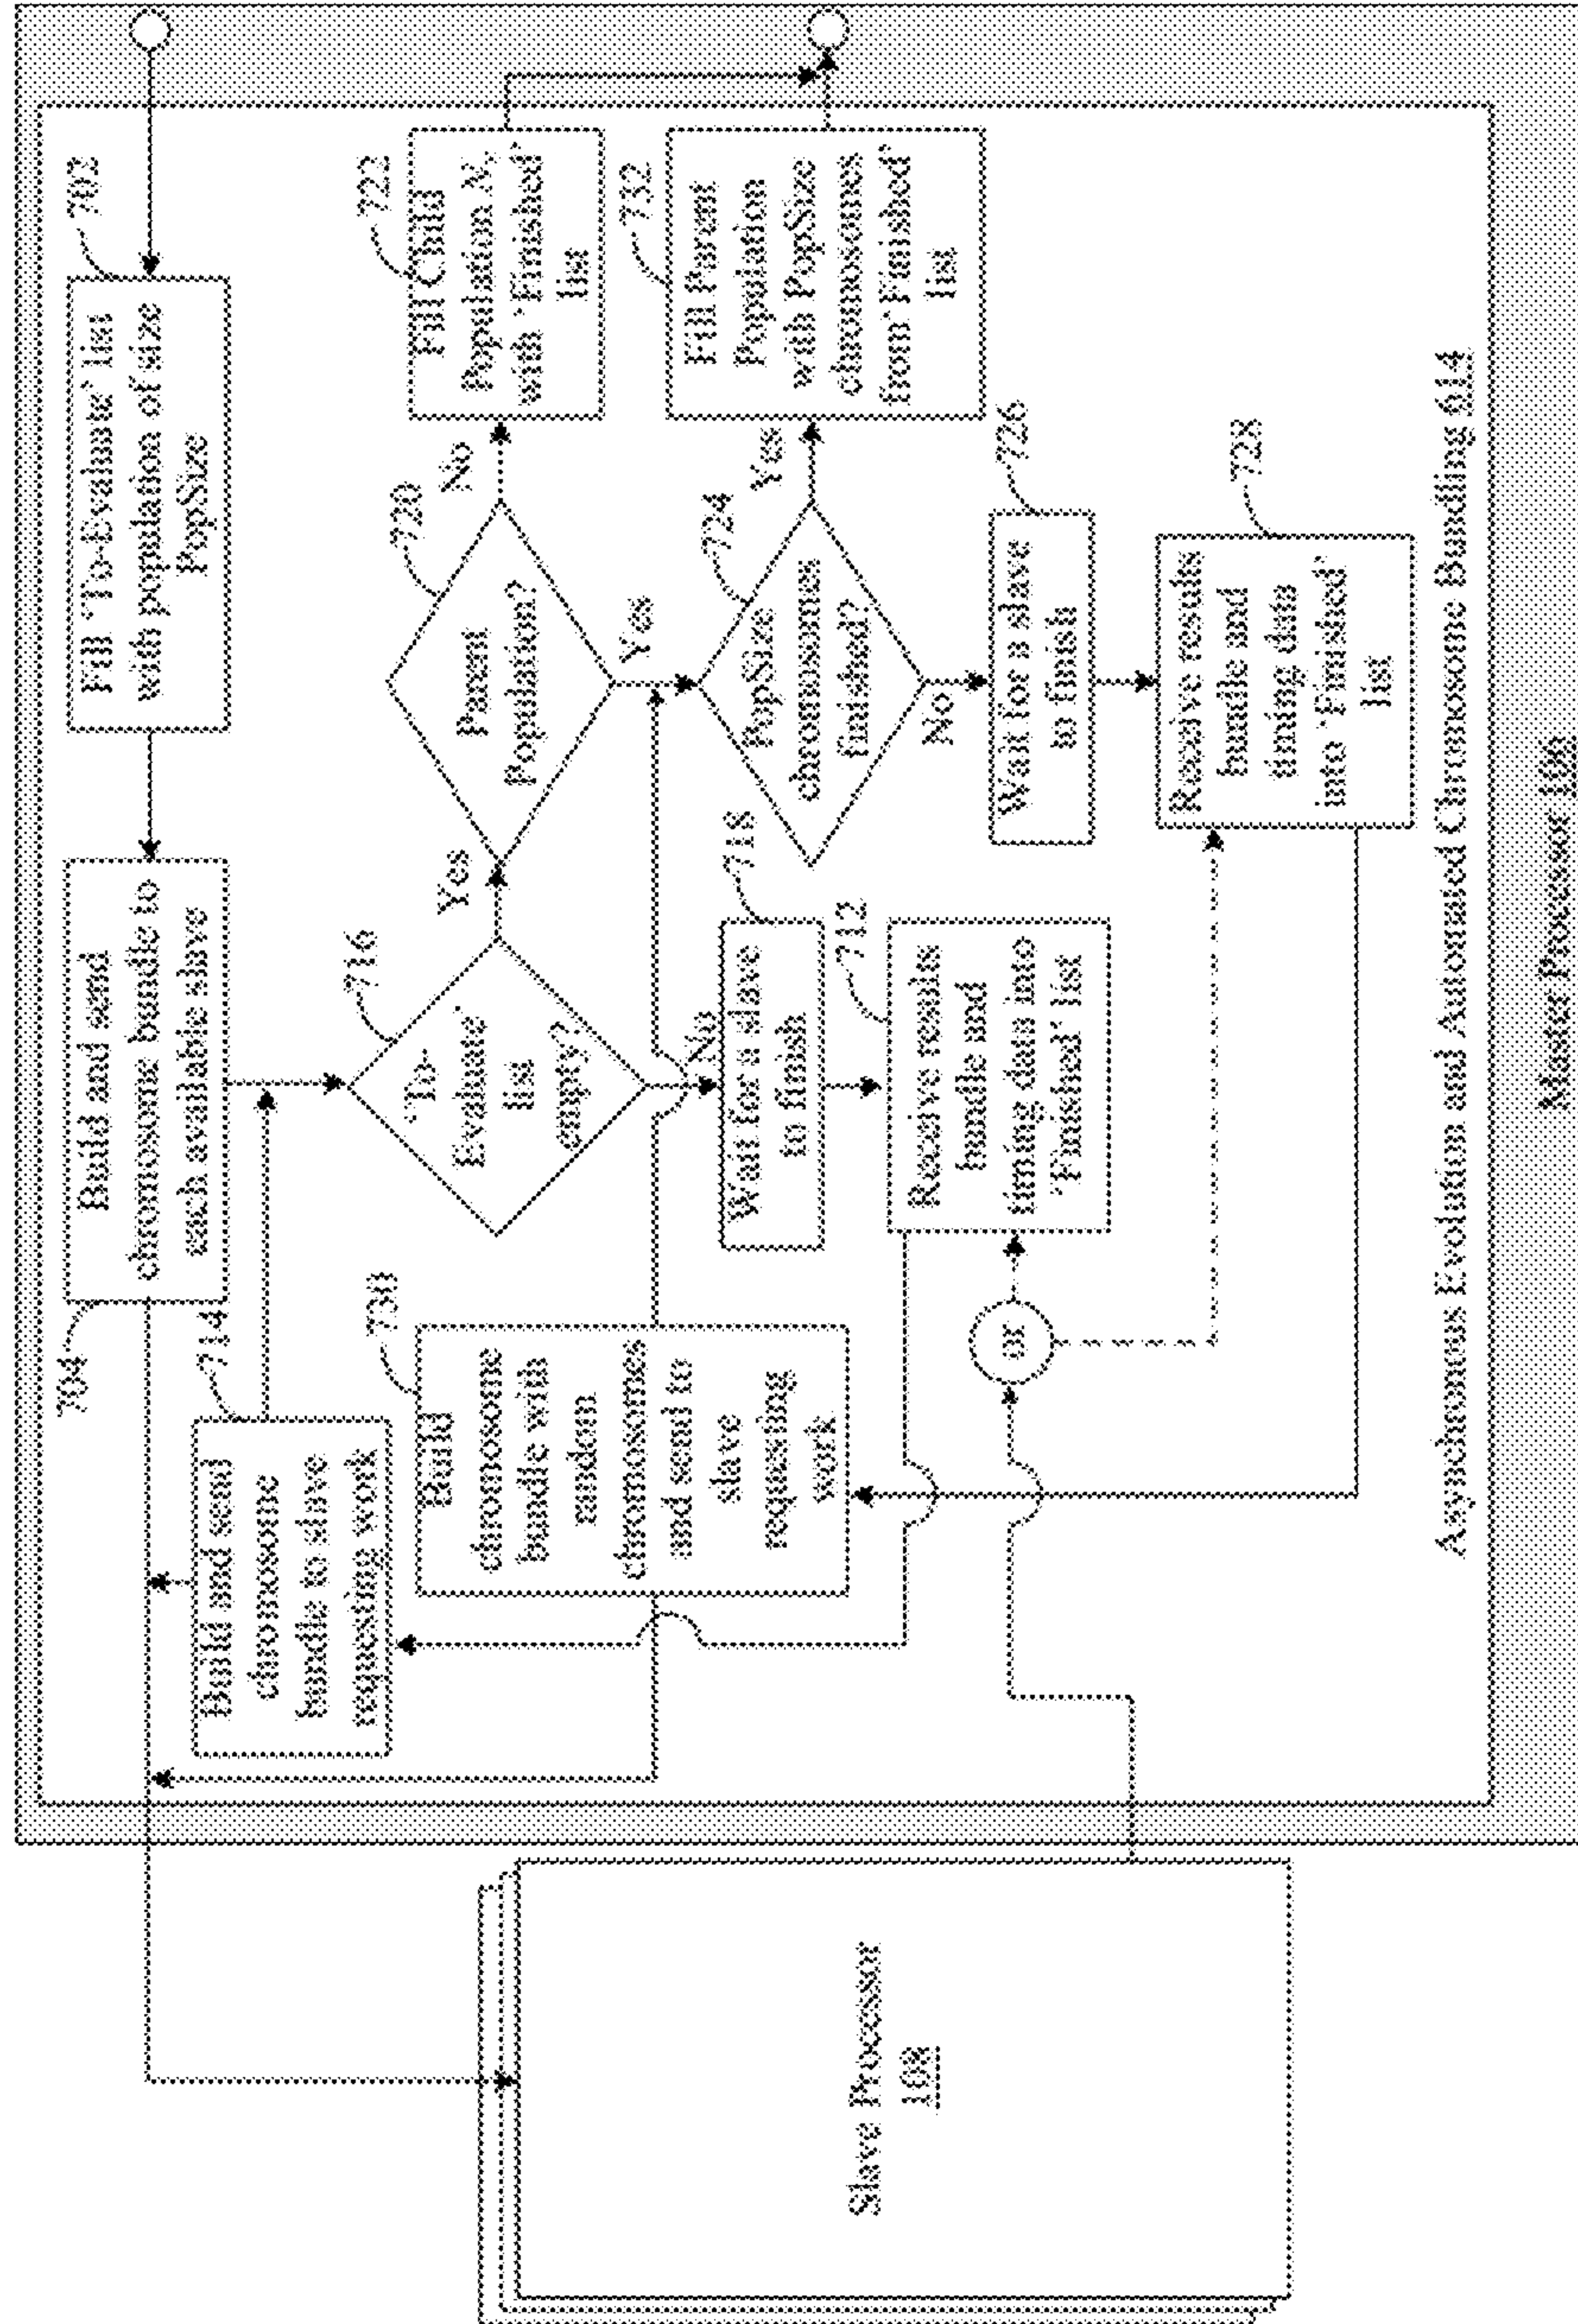 702
Fill 'To-Evaluate' list
with population of size
PopSize
704
Build and send
chromosome bundle to
each available slave
714
Build and send
chromosome
bundle to slave
requesting work
716
'To-
Evaluate'
list
empty?
Yes
No
720
Parent
Population?
No
Yes
722
Fill Child
Population
with 'Finished'
list
724
PopSize
chromosomes
finished?
Yes
No
732
Fill Parent
Population
with PopSize
chromosomes
from 'Finished'
list
718
Wait for a slave
to finish
712
Receive results
bundle and
timing data into
'Finished' list
726
Wait for a slave
to finish
728
Receive results
bundle and
timing data
into 'Finished'
list
730
Build
chromosome
bundle with
random
chromosomes
and send to
slave
requesting
work
or
Asynchronous Evolution and Automated Chromosome Bundling 614
Master Processor 106
Slave Processor
108